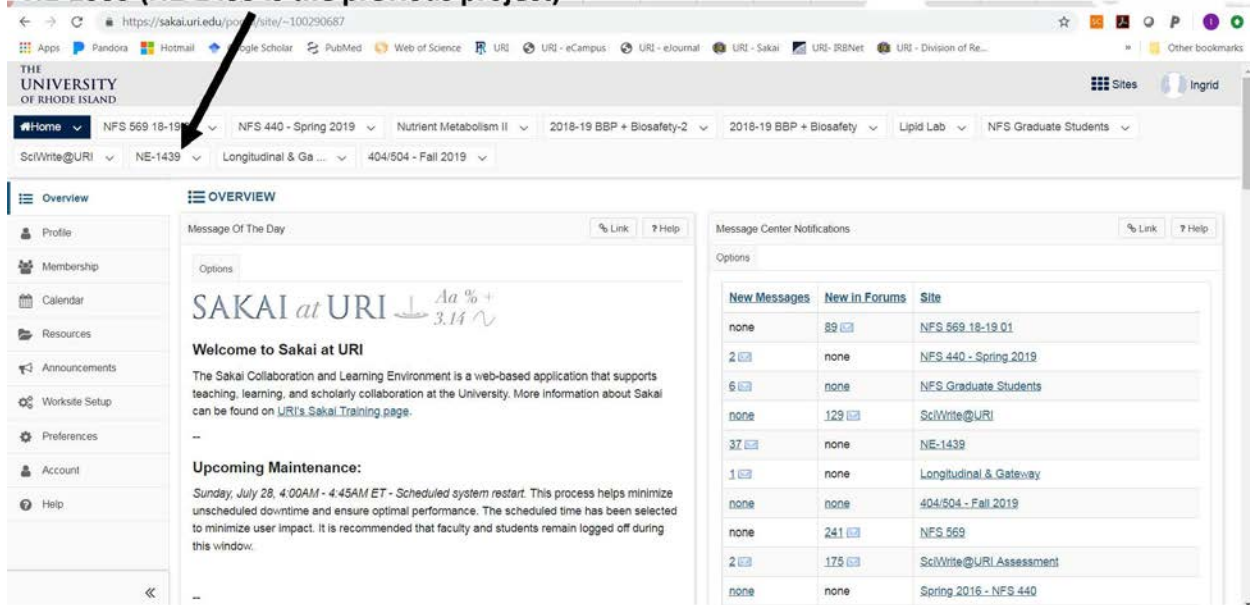 (NE-1439 to the previous project)
https://sakai.uri.edu/portal/site/~100290687
Apps Pandora Hotmail Google Scholar PubMed Web of Science URI URI - eCampus URI - eJournal URI - Sakai URI- IRBNet URI - Division of Re... » Other bookmarks
THE
UNIVERSITY
OF RHODE ISLAND
Sites Ingrid
Home NFS 569 18-19 NFS 440 - Spring 2019 Nutrient Metabolism II 2018-19 BBP + Biosafety-2 2018-19 BBP + Biosafety Lipid Lab NFS Graduate Students
SciWrite@URI NE-1439 Longitudinal & Ga ... 404/504 - Fall 2019
Overview
Profile
Membership
Calendar
Resources
Announcements
Worksite Setup
Preferences
Account
Help
«
OVERVIEW
Message Of The Day Link ? Help
Options
SAKAI at URI Aa % +
3.14
Welcome to Sakai at URI
The Sakai Collaboration and Learning Environment is a web-based application that supports
teaching, learning, and scholarly collaboration at the University. More information about Sakai
can be found on URI's Sakai Training page.
--
Upcoming Maintenance:
Sunday, July 28, 4:00AM - 4:45AM ET - Scheduled system restart. This process helps minimize
unscheduled downtime and ensure optimal performance. The scheduled time has been selected
to minimize user impact. It is recommended that faculty and students remain logged off during
this window.
--
Message Center Notifications Link ? Help
Options
New Messages New in Forums Site
none 89 NFS 569 18-19 01
2 none NFS 440 - Spring 2019
6 none NFS Graduate Students
none 129 SciWrite@URI
37 none NE-1439
1 none Longitudinal & Gateway
none none 404/504 - Fall 2019
none 241 NFS 569
2 175 SciWrite@URI Assessment
none none Spring 2016 - NFS 440